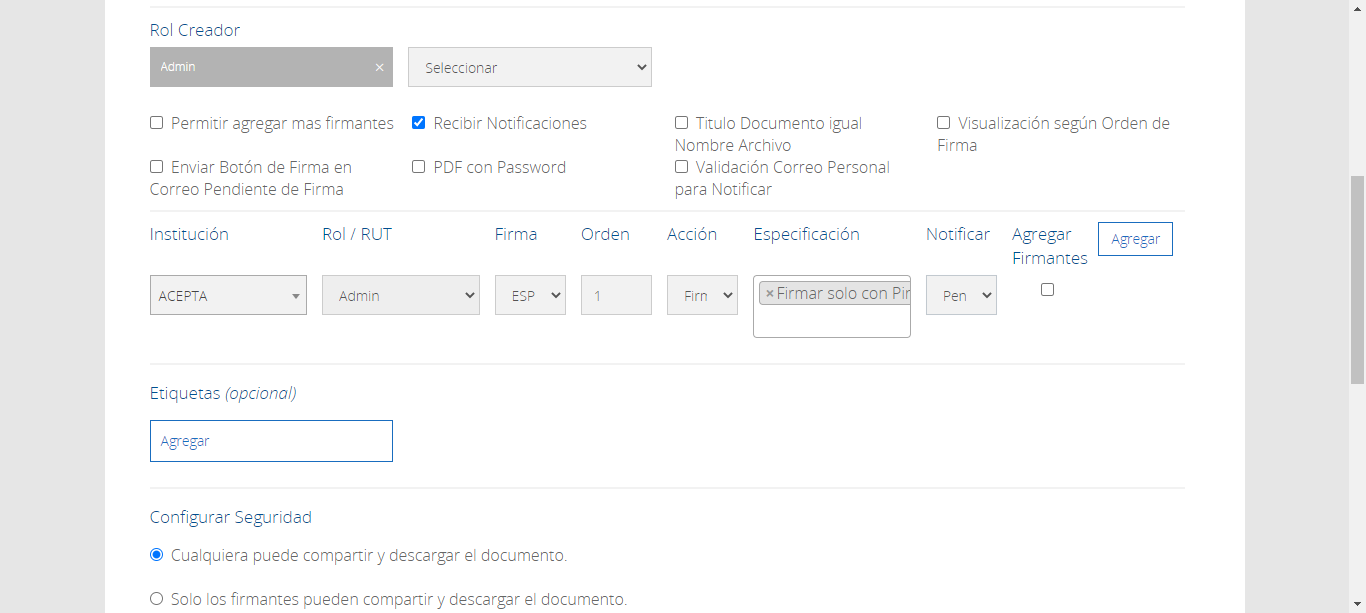 Rol Creador
Admin × Seleccionar
Permitir agregar mas firmantes
Recibir Notificaciones
Titulo Documento igual
Nombre Archivo
Visualización según Orden de
Firma
Enviar Botón de Firma en
Correo Pendiente de Firma
PDF con Password
Validación Correo Personal
para Notificar
Institución Rol / RUT Firma Orden Acción Especificación Notificar Agregar
Firmantes
Agregar
ACEPTA Admin ESP 1 Firn × Firmar solo con Pin Pen
Etiquetas (opcional)
Agregar
Configurar Seguridad
Cualquiera puede compartir y descargar el documento.
Solo los firmantes pueden compartir y descargar el documento.